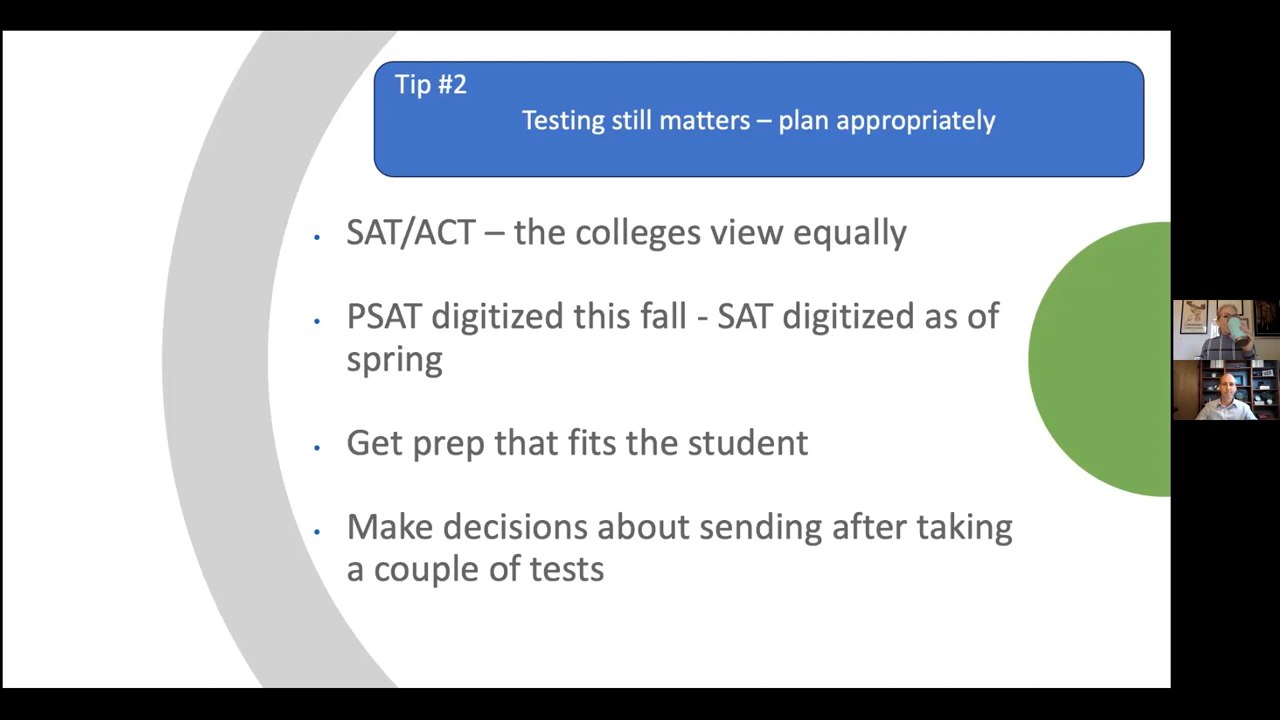 Tip #2
Testing still matters – plan appropriately
• SAT/ACT – the colleges view equally
• PSAT digitized this fall - SAT digitized as of
spring
• Get prep that fits the student
• Make decisions about sending after taking
a couple of tests